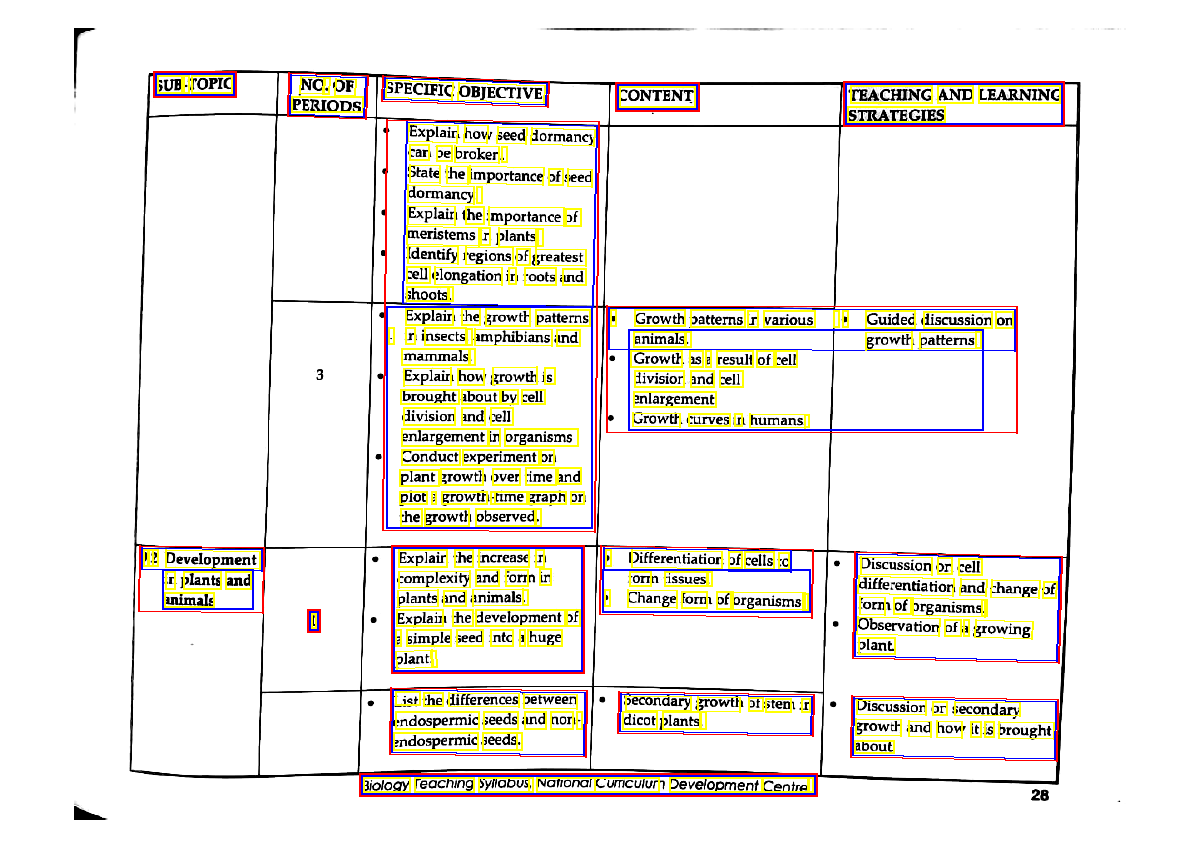 SUB-TOPIC
NO. OF
PERIODS
SPECIFIC OBJECTIVE
CONTENT
TEACHING AND LEARNING
STRATEGIES
• Explain how seed dormancy
can be broken.
• State the importance of seed
dormancy.
• Explain the importance of
meristems in plants.
• Identify regions of greatest
cell elongation in roots and
shoots.
3
• Explain the growth patterns
in insects, amphibians and
mammals.
• Explain how growth is
brought about by cell
division and cell
enlargement in organisms
• Conduct experiment on
plant growth over time and
plot a growth-time graph on
the growth observed.
• Growth patterns in various
animals.
• Growth as a result of cell
division and cell
enlargement
• Growth curves in humans.
• Guided discussion on
growth patterns
Development
in plants and
animals
• Explain the increase in
complexity and form in
plants and animals.
• Explain the development of
a simple seed into a huge
plant.
• Differentiation of cells to
form tissues.
• Change form of organisms.
• Discussion on cell
differentiation and change of
form of organisms.
• Observation of a growing
plant.
• List the differences between
endospermic seeds and non-
endospermic seeds.
• Secondary growth of stem in
dicot plants.
• Discussion on secondary
growth and how it is brought
about
Biology Teaching Syllabus, National Curriculum Development Centre
28